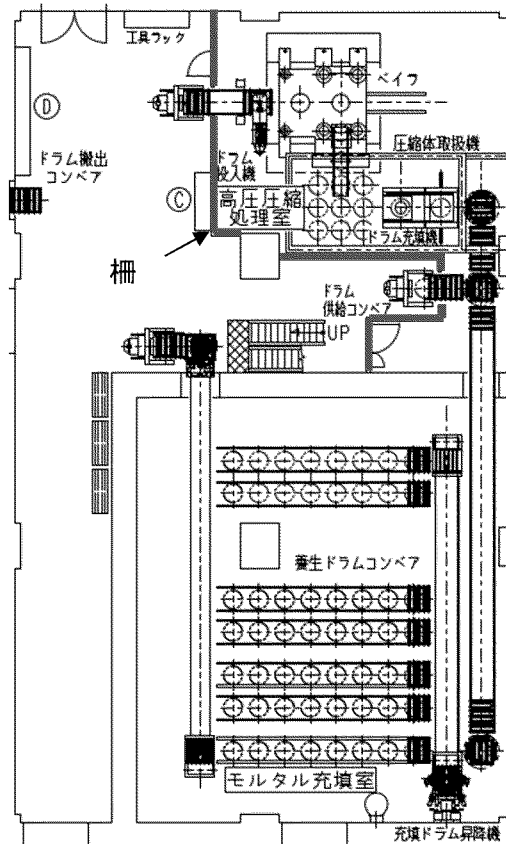 工具ラック
ベイラ
Ⓓ
ドラム搬出
コンベア
ドラム
投入機
圧縮体取扱機
Ⓒ
高圧圧縮
処理室
ドラム充填機
柵
ドラム
供給コンベア
UP
養生ドラムコンベア
モルタル充填室
充填ドラム昇降機